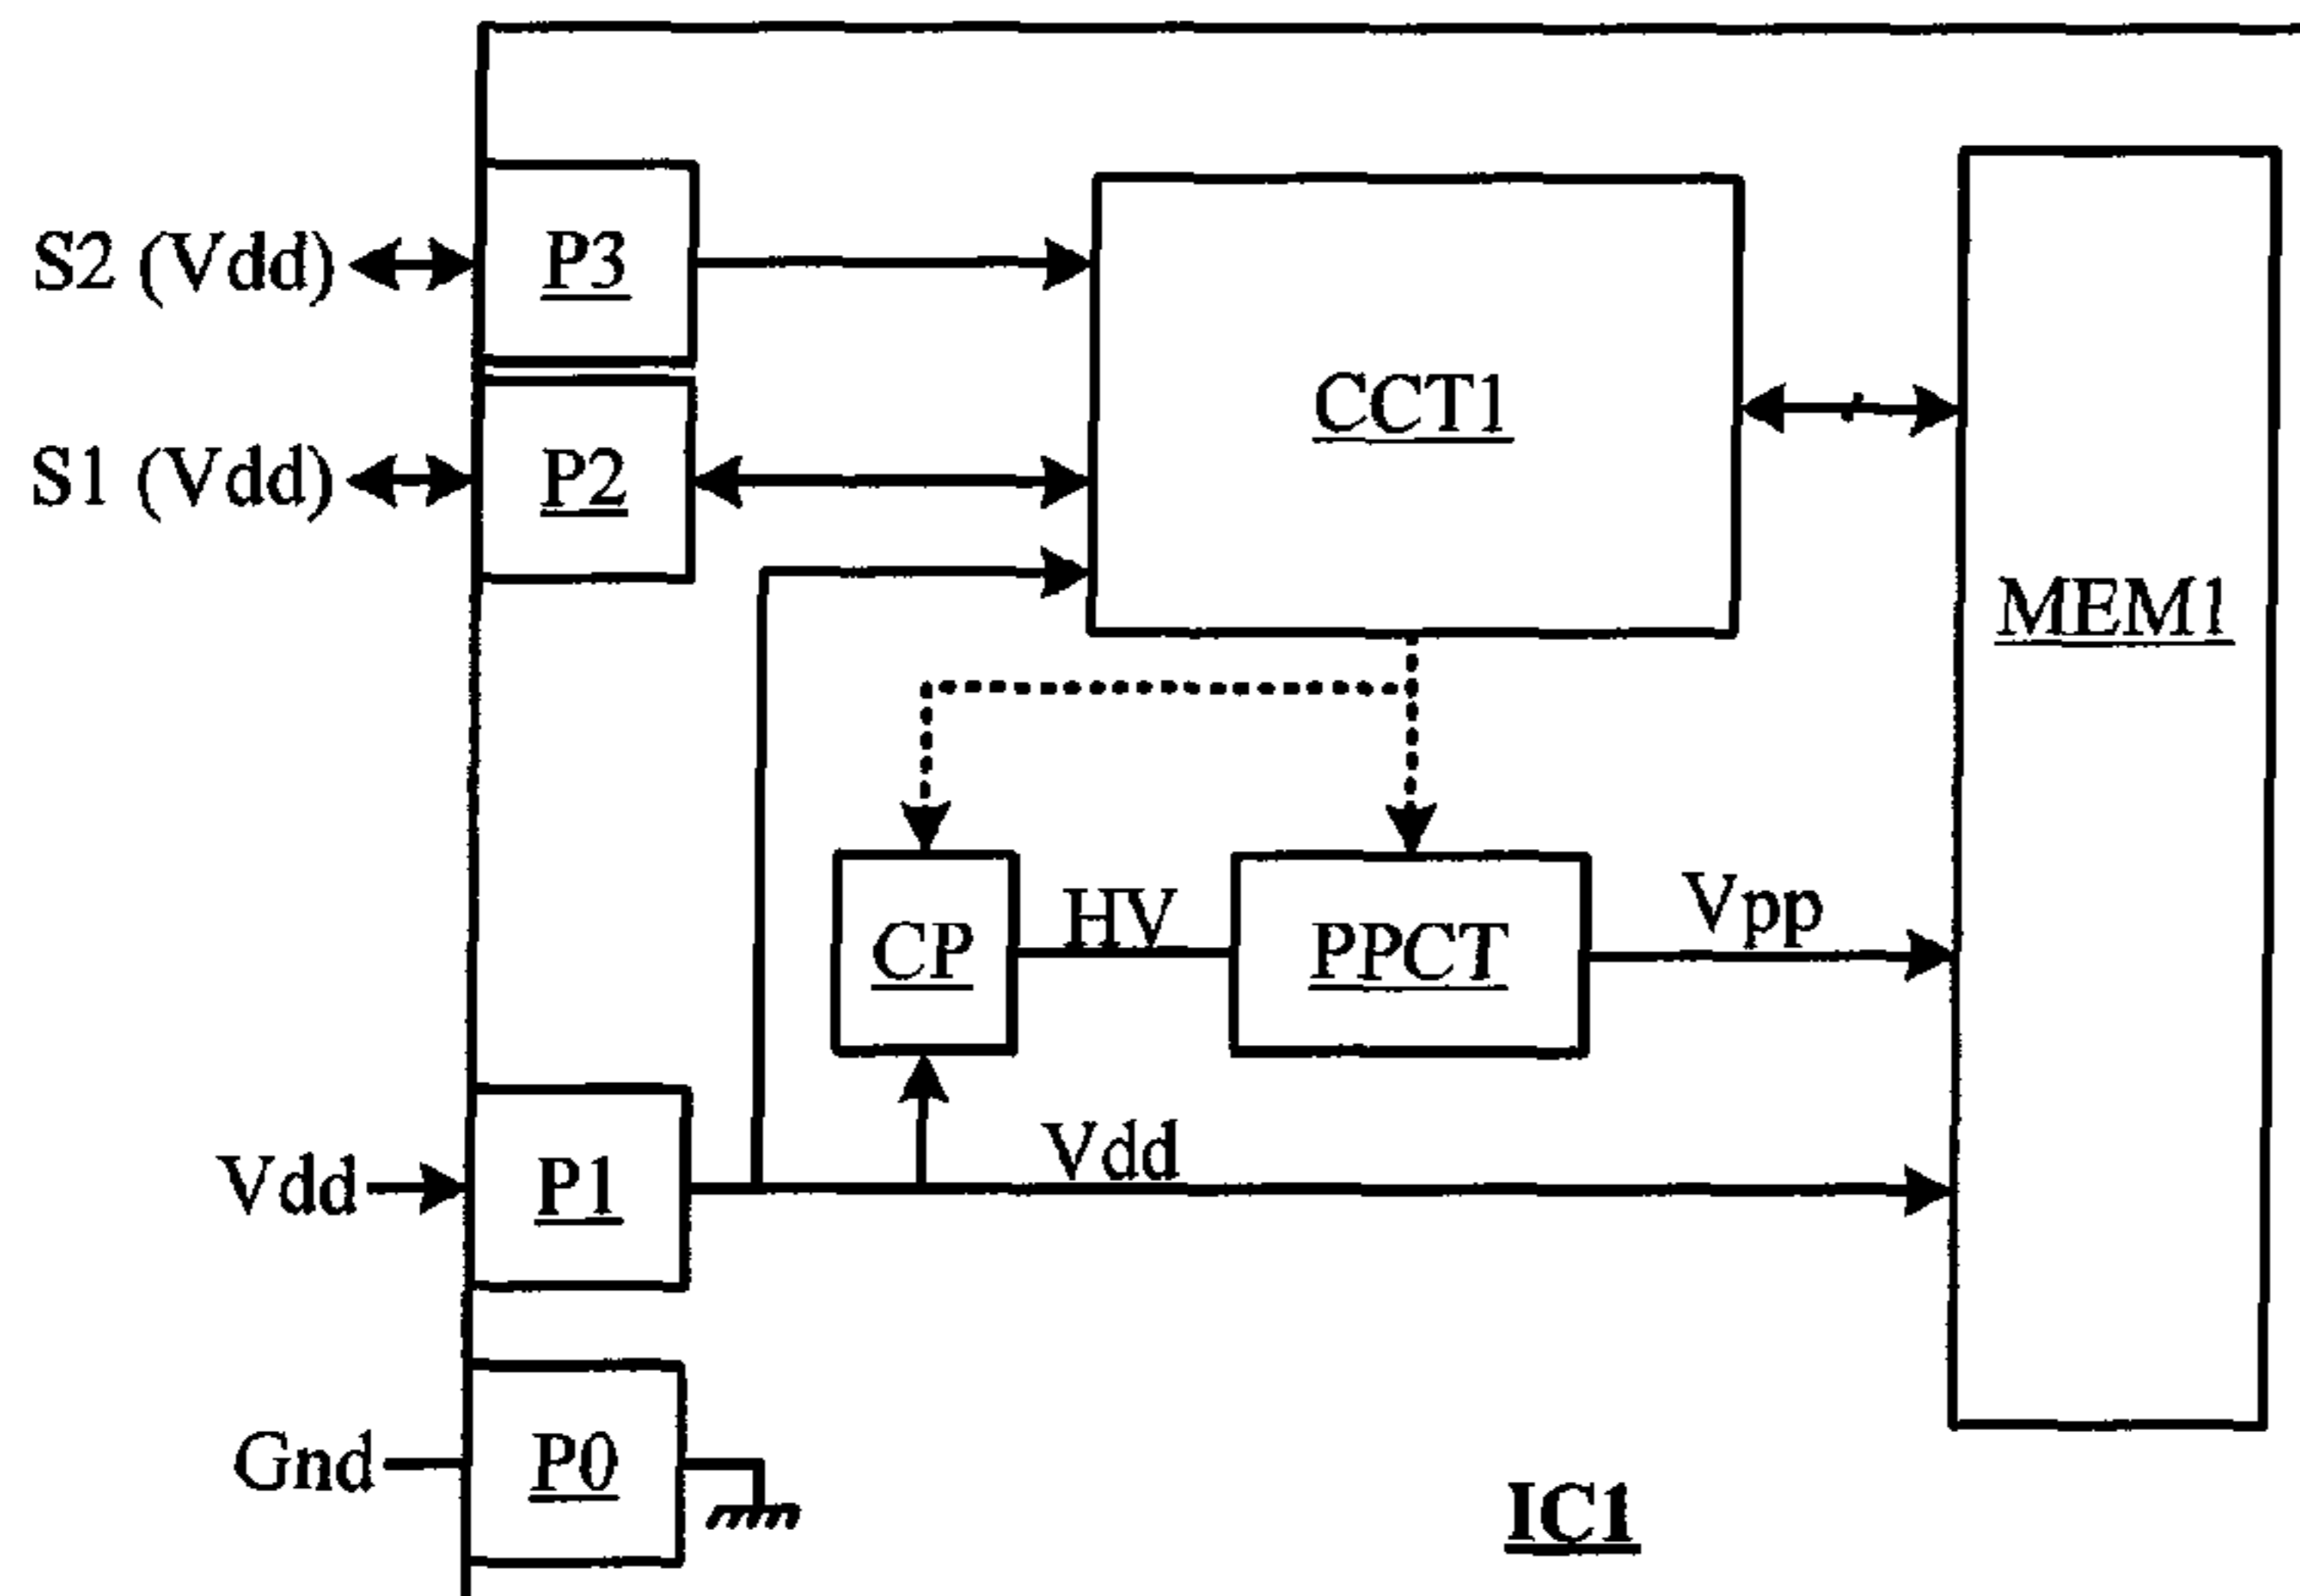 S2 (Vdd)
P3
CCT1
S1 (Vdd)
P2
MEM1
HV
Vpp
CP
PPCT
Vdd
Vdd
P1
Gnd
P0
IC1